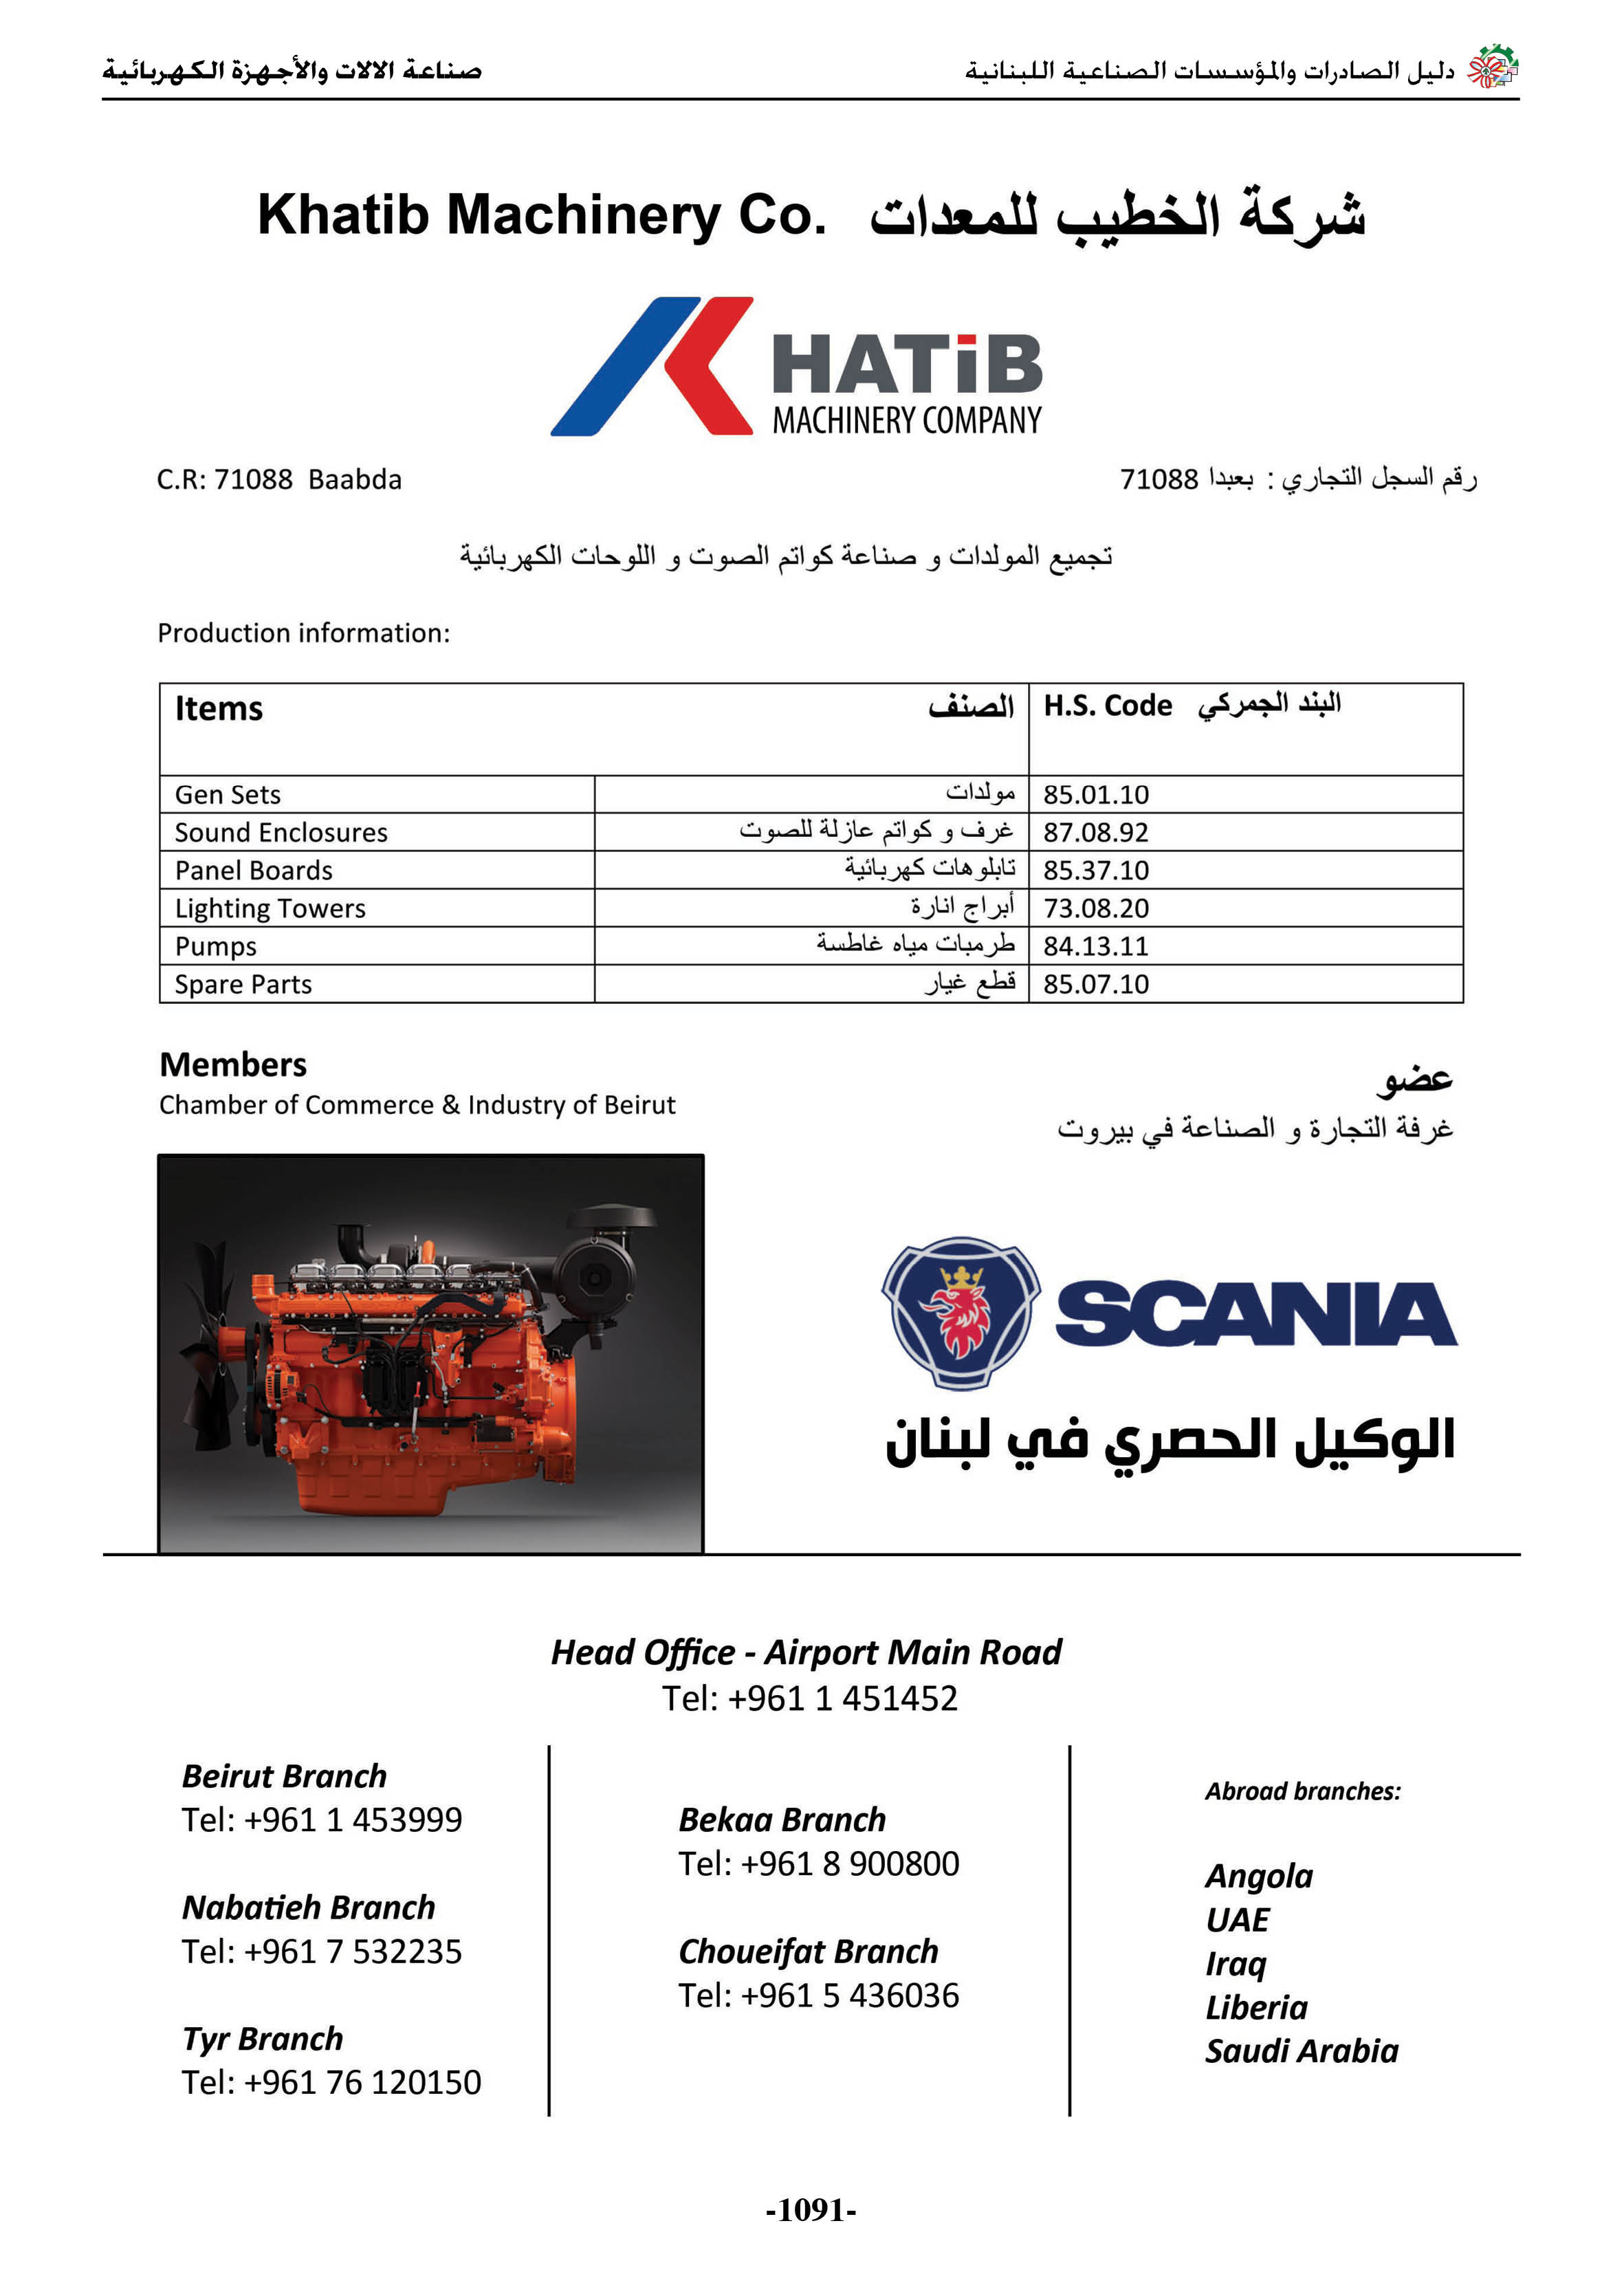 دليل الصادرات والمؤسسات الصناعية اللبنانية
صناعة الالات والأجهزة الكهربائية
Khatib Machinery Co. شركة الخطيب للمعدات
KHATiB
MACHINERY COMPANY
C.R: 71088 Baabda
رقم السجل التجاري : بعبدا 71088
تجميع المولدات و صناعة كواتم الصوت و اللوحات الكهربائية
Production information:
Items الصنف H.S. Code البند الجمركي
Gen Sets مولدات 85.01.10
Sound Enclosures غرف و كواتم عازلة للصوت 87.08.92
Panel Boards تابلوهات كهربائية 85.37.10
Lighting Towers أبراج انارة 73.08.20
Pumps طرمبات مياه غاطسة 84.13.11
Spare Parts قطع غيار 85.07.10
Members
Chamber of Commerce & Industry of Beirut
عضو
غرفة التجارة و الصناعة في بيروت
SCANIA
الوكيل الحصري في لبنان
Head Office - Airport Main Road
Tel: +961 1 451452
Beirut Branch
Tel: +961 1 453999
Nabatieh Branch
Tel: +961 7 532235
Tyr Branch
Tel: +961 76 120150
Bekaa Branch
Tel: +961 8 900800
Choueifat Branch
Tel: +961 5 436036
Abroad branches:
Angola
UAE
Iraq
Liberia
Saudi Arabia
-1091-